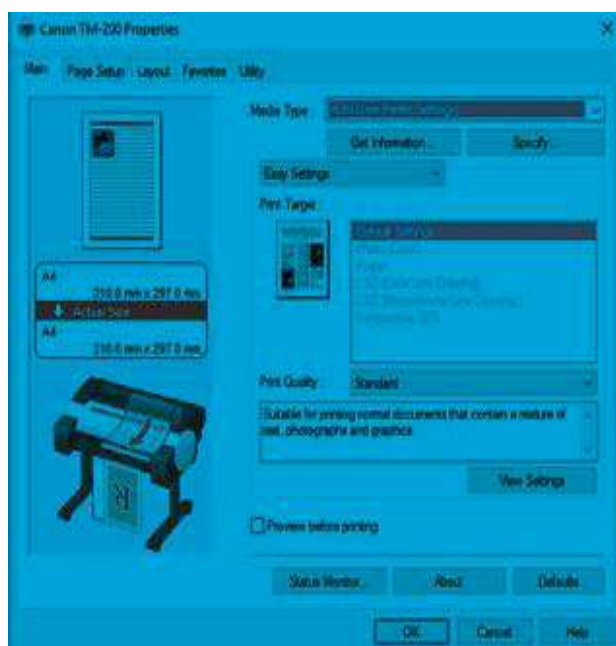 Canon TM-200 Properties
Main Page Setup Layout Favorites Utility
Media Type:
Get Information... Specify...
Easy Settings
Print Target
Default Settings
Poster
Print Quality: Standard
Suitable for printing normal documents that contain a mixture of
text, photographs and graphics.
View Settings
A4
210.0 mm x 297.0 mm
Actual Size
A4
210.0 mm x 297.0 mm
Preview before printing
Status Monitor... About Defaults
OK Cancel Help